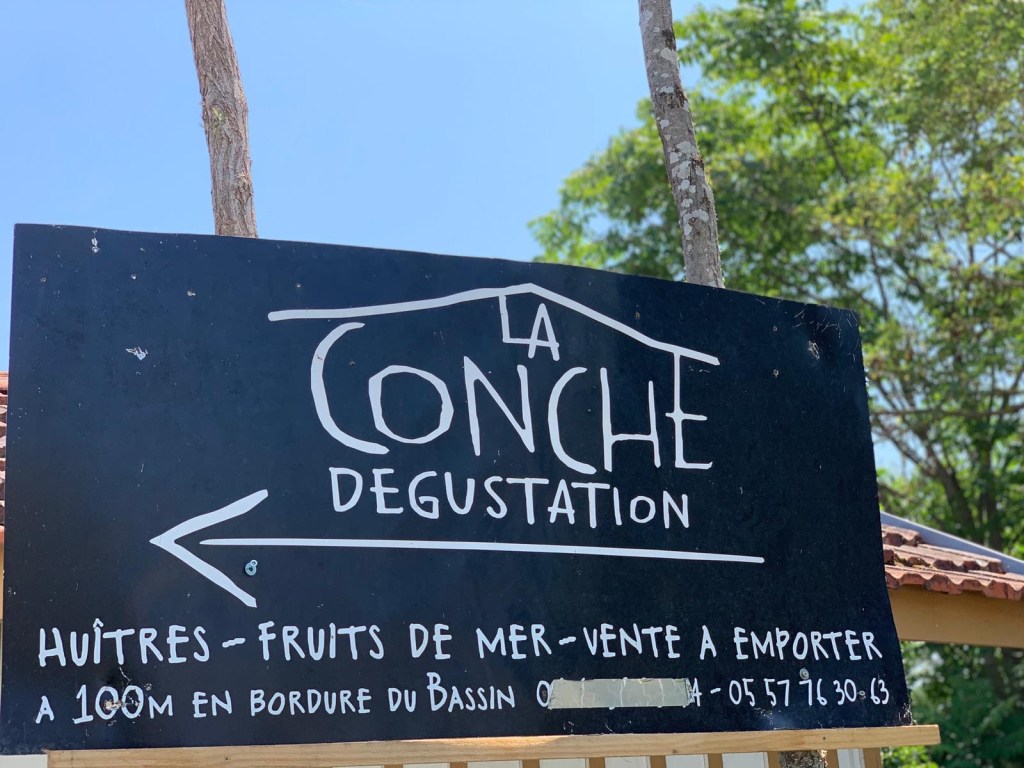 LA
CONCHE
DEGUSTATION
HUÎTRES - FRUITS DE MER - VENTE A EMPORTER
A 100M EN BORDURE DU BASSIN - 05 57 76 30 63